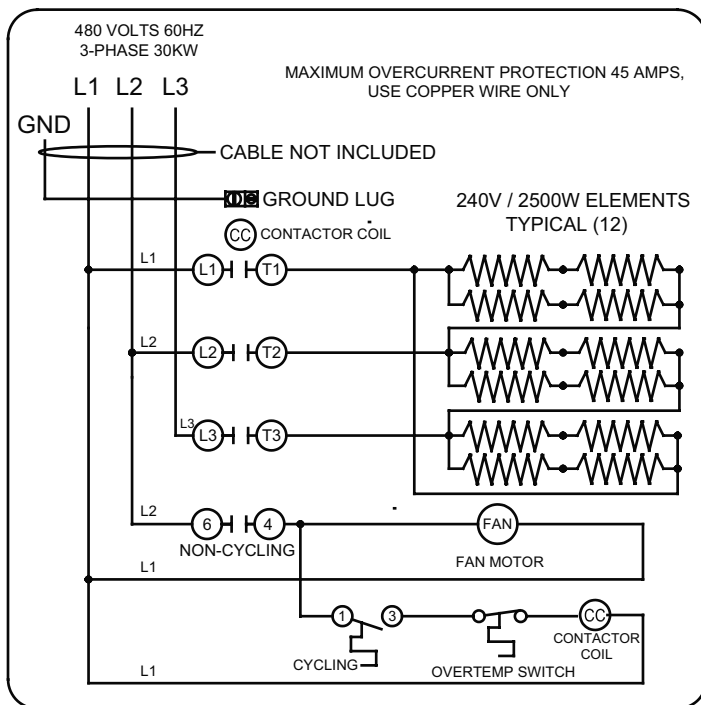 480 VOLTS 60HZ
3-PHASE 30KW
L1 L2 L3
MAXIMUM OVERCURRENT PROTECTION 45 AMPS,
USE COPPER WIRE ONLY
GND
CABLE NOT INCLUDED
GROUND LUG
240V / 2500W ELEMENTS
TYPICAL (12)
CC CONTACTOR COIL
L1 L1 T1
L2 L2 T2
L3 L3 T3
L2 6 4 FAN
NON-CYCLING
FAN MOTOR
L1
1 3 CC
CONTACTOR
COIL
CYCLING
OVERTEMP SWITCH
L1